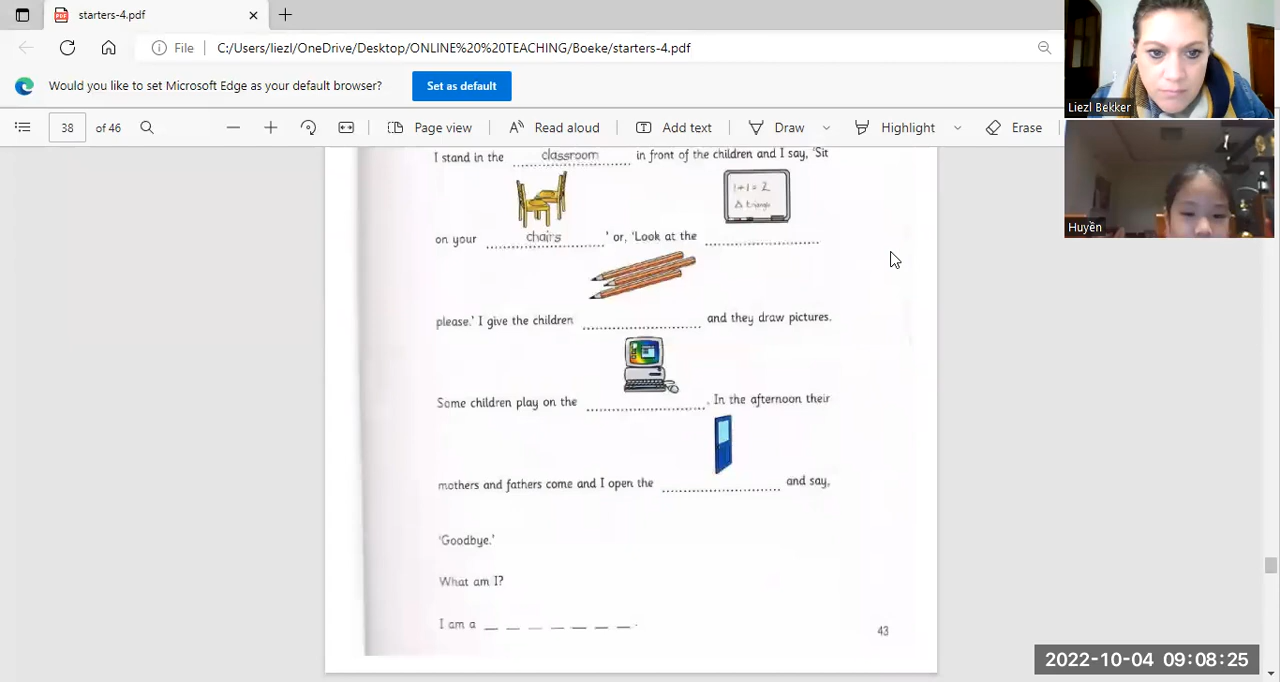 starters-4.pdf
File C:/Users/liezl/OneDrive/Desktop/ONLINE%20%20TEACHING/Boeke/starters-4.pdf
Would you like to set Microsoft Edge as your default browser? Set as default
38 of 46 Page view Read aloud Add text Draw Highlight Erase
Liezl Bekker
Huyền
I stand in the classroom in front of the children and I say, 'Sit
1+1=2
△ triangle
on your chairs ' or, 'Look at the
please.' I give the children and they draw pictures.
Some children play on the . In the afternoon their
mothers and fathers come and I open the and say,
'Goodbye.'
What am I?
I am a _ _ _ _ _ _ _ .
43
2022-10-04 09:08:25